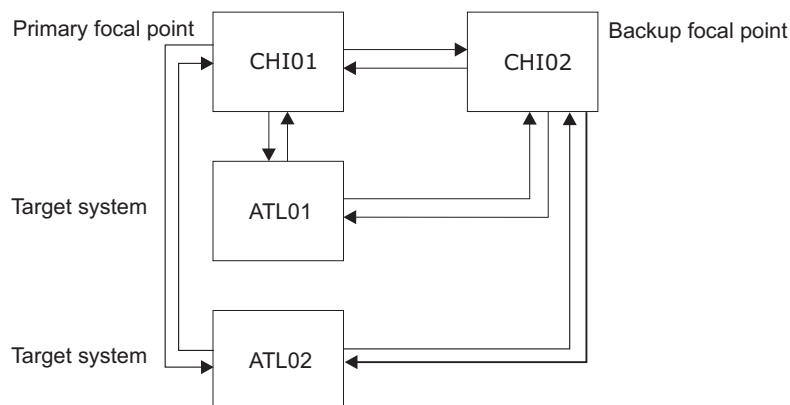 Primary focal point
CHI01
CHI02
Backup focal point
Target system
ATL01
Target system
ATL02